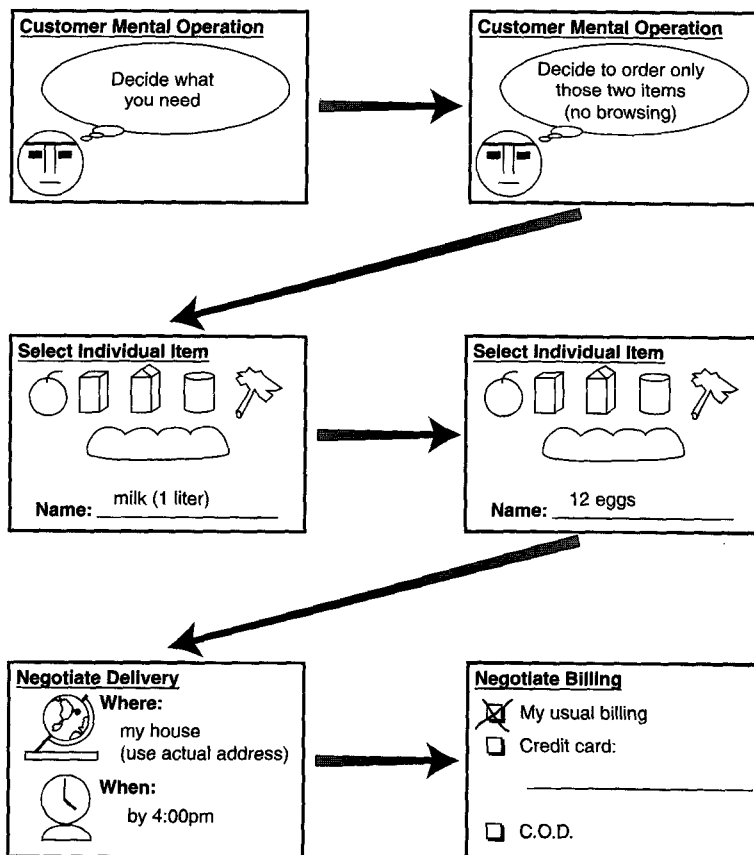 Customer Mental Operation
Decide what
you need
Customer Mental Operation
Decide to order only
those two items
(no browsing)
Select Individual Item
Name: milk (1 liter)
Select Individual Item
Name: 12 eggs
Negotiate Delivery
Where:
my house
(use actual address)
When:
by 4:00pm
Negotiate Billing
My usual billing
Credit card:
C.O.D.